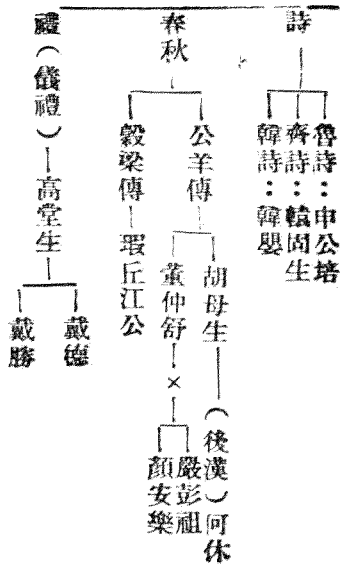 詩
魯詩：申公培
齊詩：轅固生
韓詩：韓嬰
春秋
公羊傳
胡母生
（後漢）何休
董仲舒
×
嚴彭祖
顏安樂
穀梁傳
瑕丘江公
禮（儀禮）
高堂生
戴德
戴勝